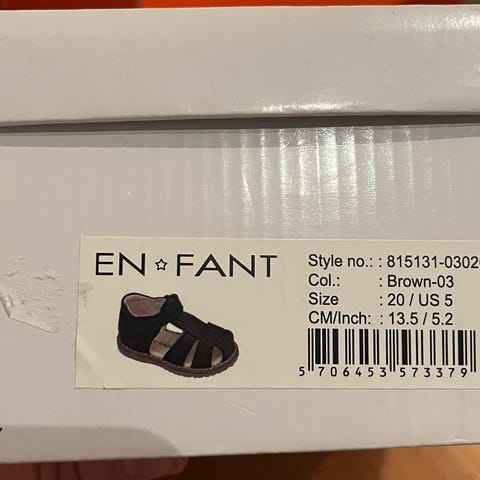 EN☆FANT
Style no.: : 815131-0302
Col.: : Brown-03
Size : 20 / US 5
CM/Inch: : 13.5 / 5.2
5 706453 573379